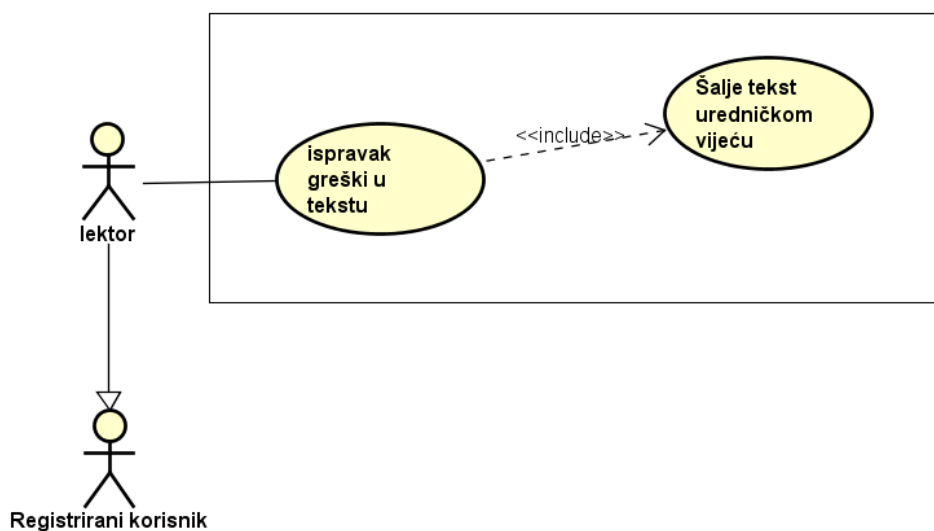 Šalje tekst
uredničkom
vijeću
<<include>>
ispravak
greški u
tekstu
lektor
Registrirani korisnik